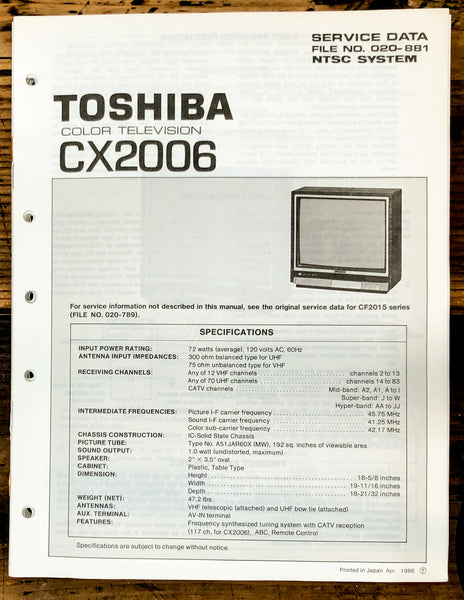 SERVICE DATA
FILE NO. 020-881
NTSC SYSTEM
TOSHIBA
COLOR TELEVISION
CX2006
For service information not described in this manual, see the original service data for CF2015 series
(FILE NO. 020-789).
SPECIFICATIONS
INPUT POWER RATING: 72 watts (average), 120 volts AC, 60Hz
ANTENNA INPUT IMPEDANCES: 300 ohm balanced type for UHF
75 ohm unbalanced type for VHF
RECEIVING CHANNELS: Any of 12 VHF channels channels 2 to 13
Any of 70 UHF channels channels 14 to 83
CATV channels Mid-band: A2, A1, A to I
Super-band: J to W
Hyper-band: AA to JJ
INTERMEDIATE FREQUENCIES: Picture I-F carrier frequency 45.75 MHz
Sound I-F carrier frequency 41.25 MHz
Color sub-carrier frequency 42.17 MHz
CHASSIS CONSTRUCTION: IC-Solid State Chassis
PICTURE TUBE: Type No. A51JAR60X (MW), 192 sq. inches of viewable area
SOUND OUTPUT: 1.0 watt (undistorted, maximum)
SPEAKER: 2" × 3.5" oval
CABINET: Plastic, Table Type
DIMENSION: Height 18-5/8 inches
Width 19-11/16 inches
Depth 18-21/32 inches
WEIGHT (NET): 47.2 lbs.
ANTENNAS: VHF telescopic (attached) and UHF bow tie (attached)
AUX. TERMINAL: AV-IN terminal
FEATURES: Frequency synthesized tuning system with CATV reception
(117 ch. for CX2006), ABC, Remote Control
Specifications are subject to change without notice.
Printed in Japan Apr. 1986 ①